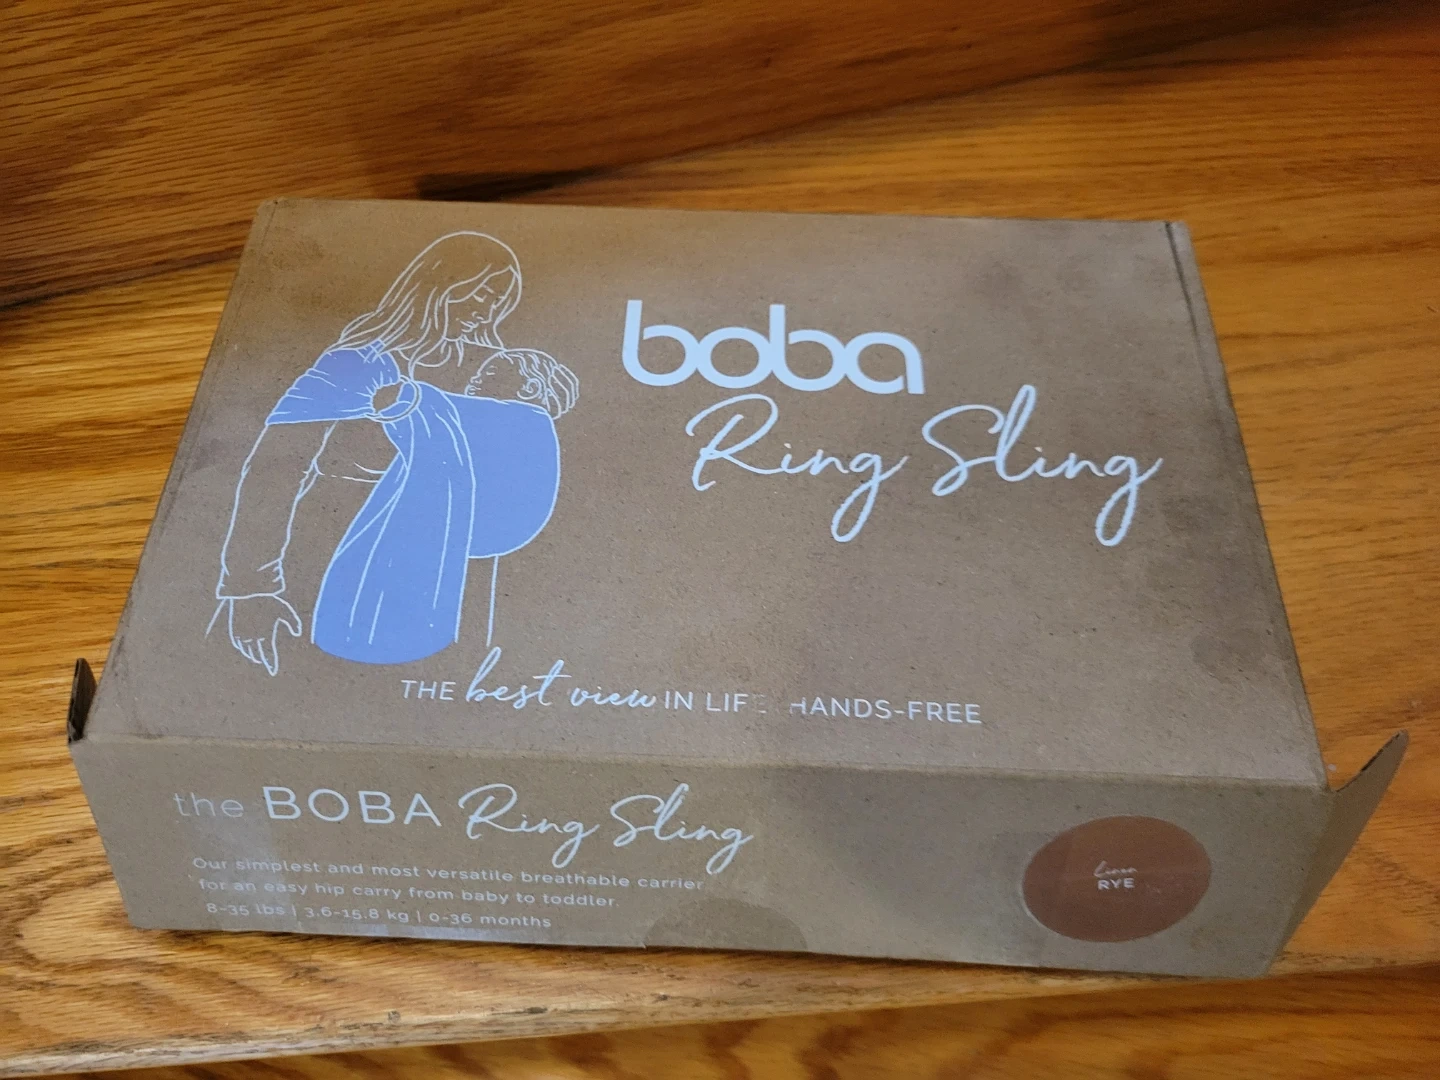 boba
Ring Sling
THE best view IN LIFE HANDS-FREE
the BOBA Ring Sling
Our simplest and most versatile breathable carrier
for an easy hip carry from baby to toddler.
8-35 lbs | 3.6-15.8 kg | 0-36 months
Linen
RYE